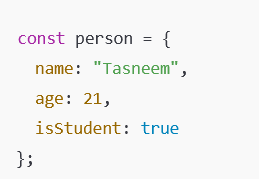 const person = {
  name: "Tasneem",
  age: 21,
  isStudent: true
};